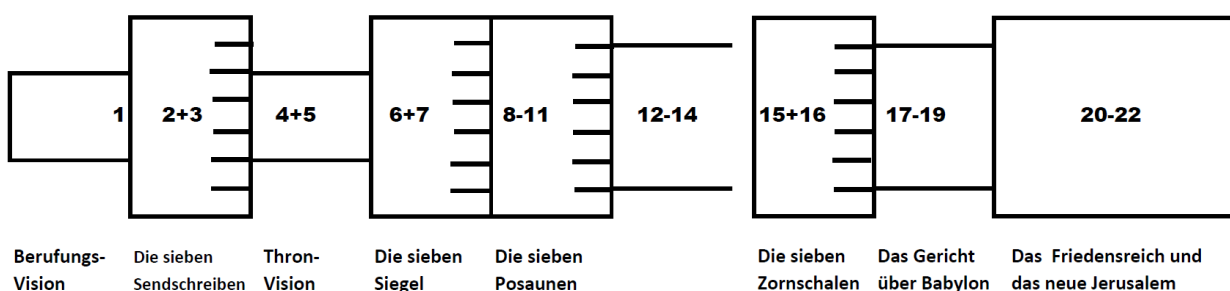 1 2+3 4+5 6+7 8-11 12-14 15+16 17-19 20-22
Berufungs- Die sieben Thron- Die sieben Die sieben Die sieben Das Gericht Das Friedensreich und
Vision Sendschreiben Vision Siegel Posaunen Zornschalen über Babylon das neue Jerusalem